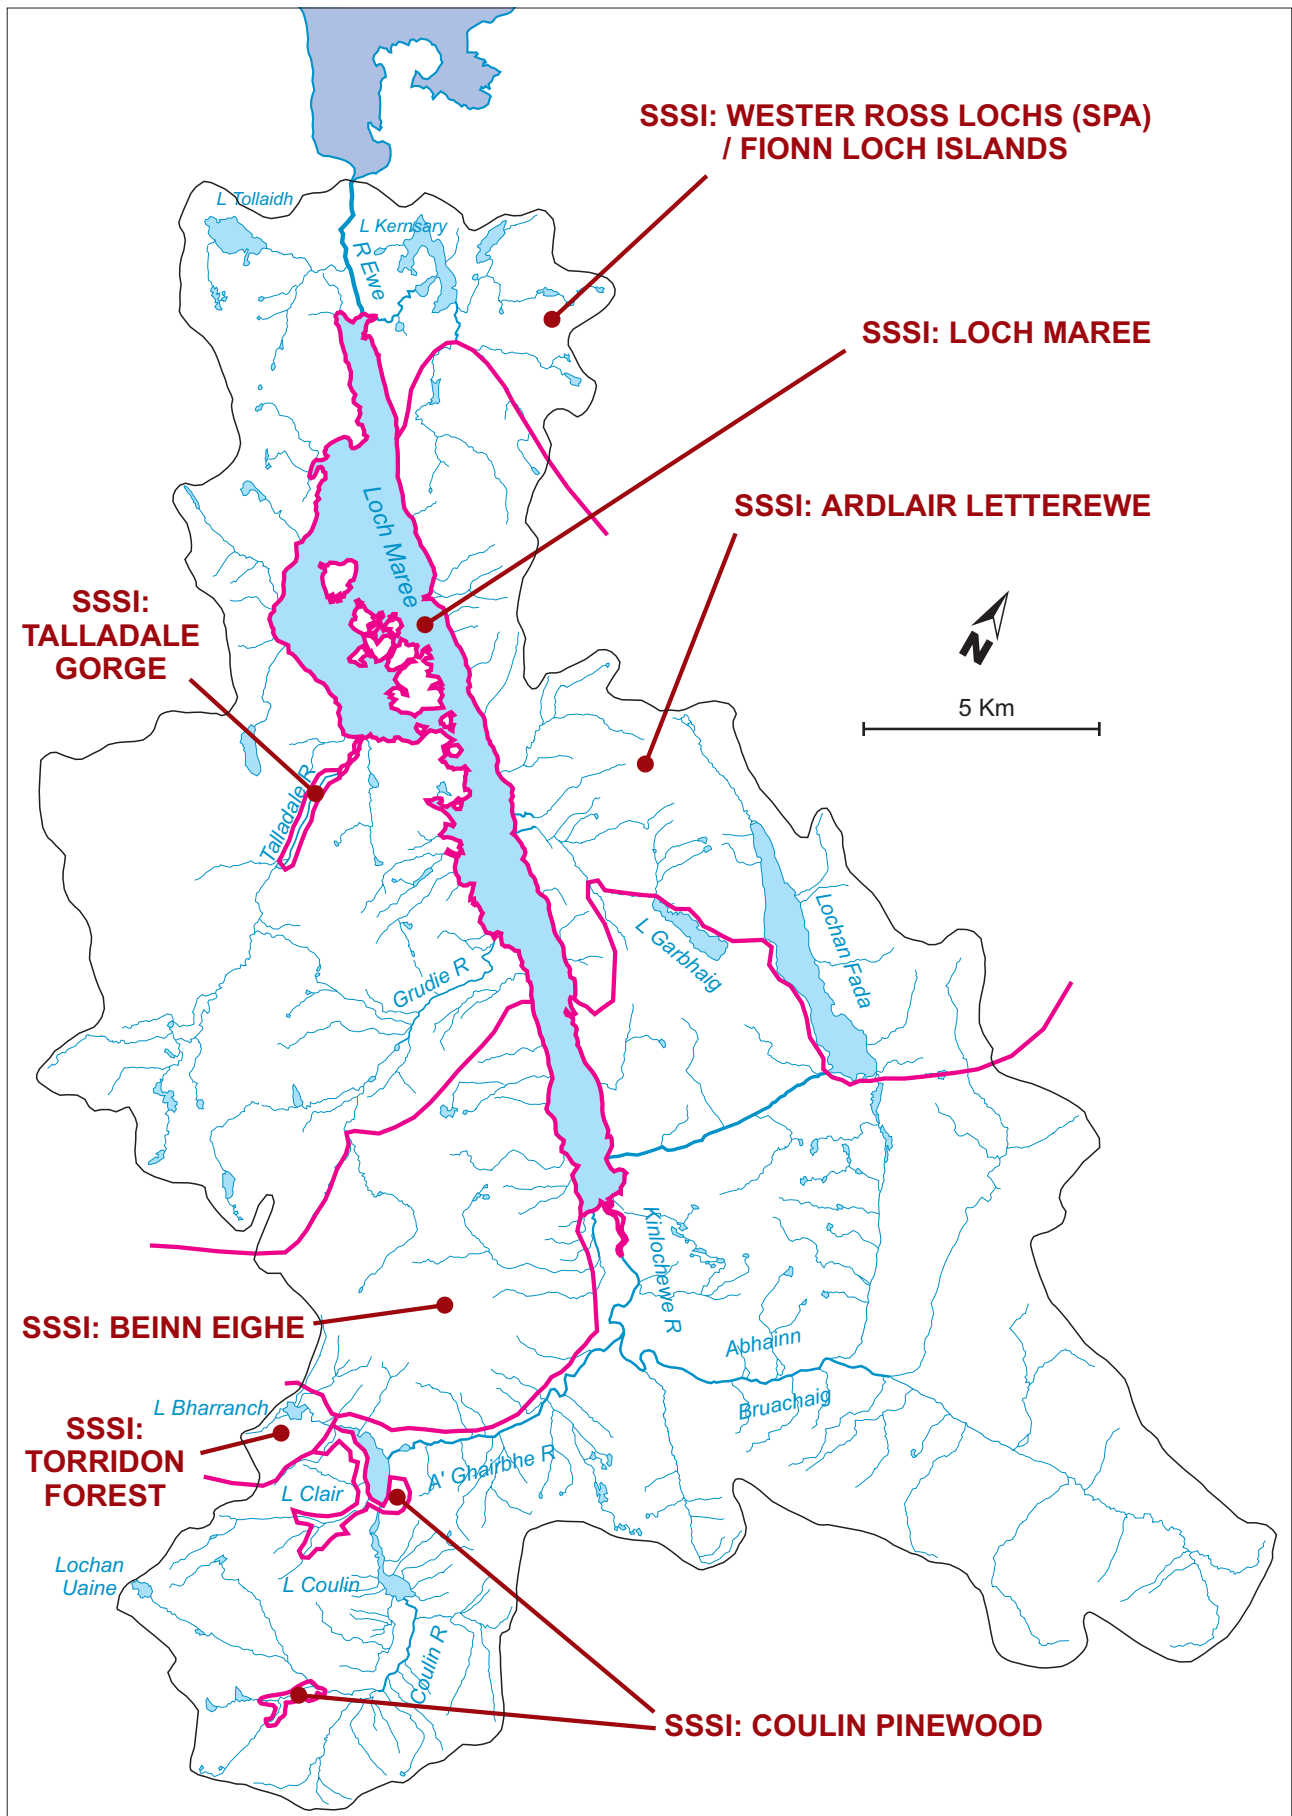 SSSI: WESTER ROSS LOCHS (SPA)
/ FIONN LOCH ISLANDS
L Tollaidh
L Kernsary
R Ewe
SSSI: LOCH MAREE
Loch Maree
SSSI: ARDLAIR LETTEREWE
SSSI:
TALLADALE
GORGE
N
5 Km
Talladale R
Lochan Fada
L Garbhaig
Grudie R
Kinlochewe R
SSSI: BEINN EIGHE
Abhainn
Bruachaig
L Bharranch
SSSI:
TORRIDON
FOREST
A' Ghairbhe R
L Clair
Lochan
Uaine
L Coulin
Coulin R
SSSI: COULIN PINEWOOD